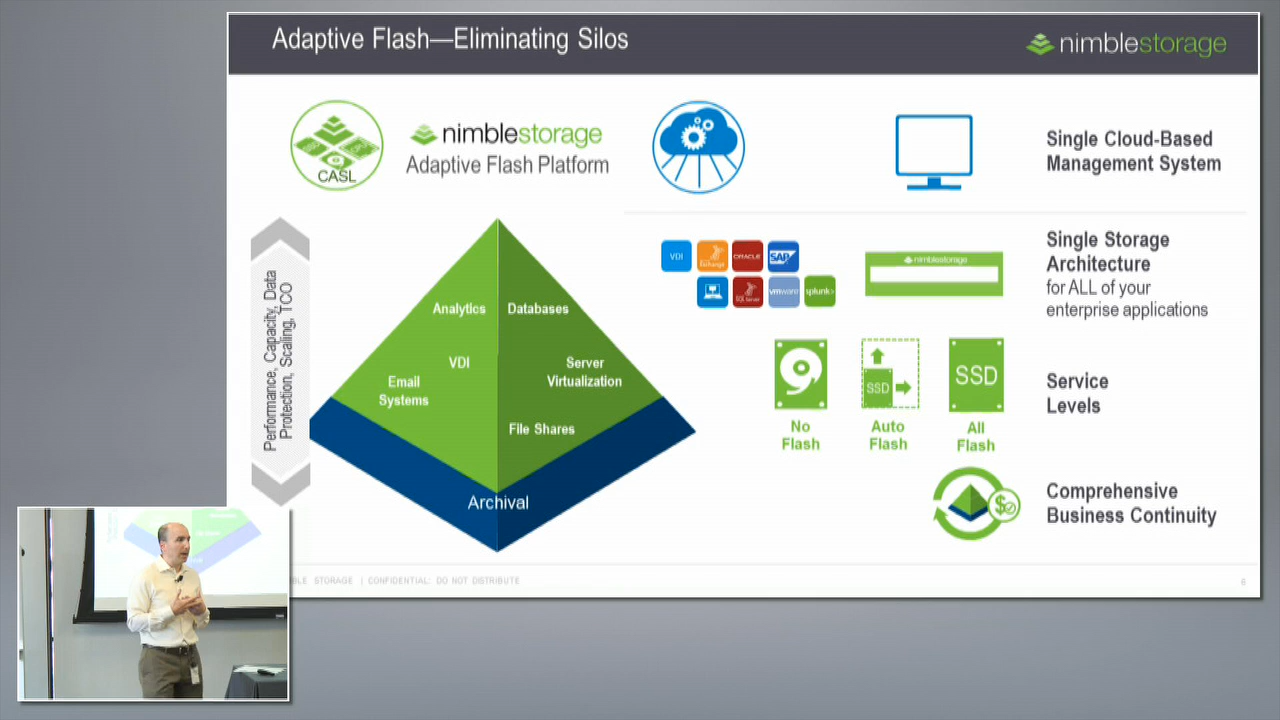 Adaptive Flash—Eliminating Silos
nimblestorage
CASL
nimblestorage
Adaptive Flash Platform
Single Cloud-Based
Management System
Performance, Capacity, Data
Protection, Scaling, TCO
Analytics
Databases
VDI
Server
Virtualization
Email
Systems
File Shares
Archival
VDI
Exchange
ORACLE
SAP
SQL Server
vmware
splunk>
nimblestorage
Single Storage
Architecture
for ALL of your
enterprise applications
SSD
SSD
No
Flash
Auto
Flash
All
Flash
Service
Levels
$
Comprehensive
Business Continuity
STORAGE | CONFIDENTIAL: DO NOT DISTRIBUTE
6